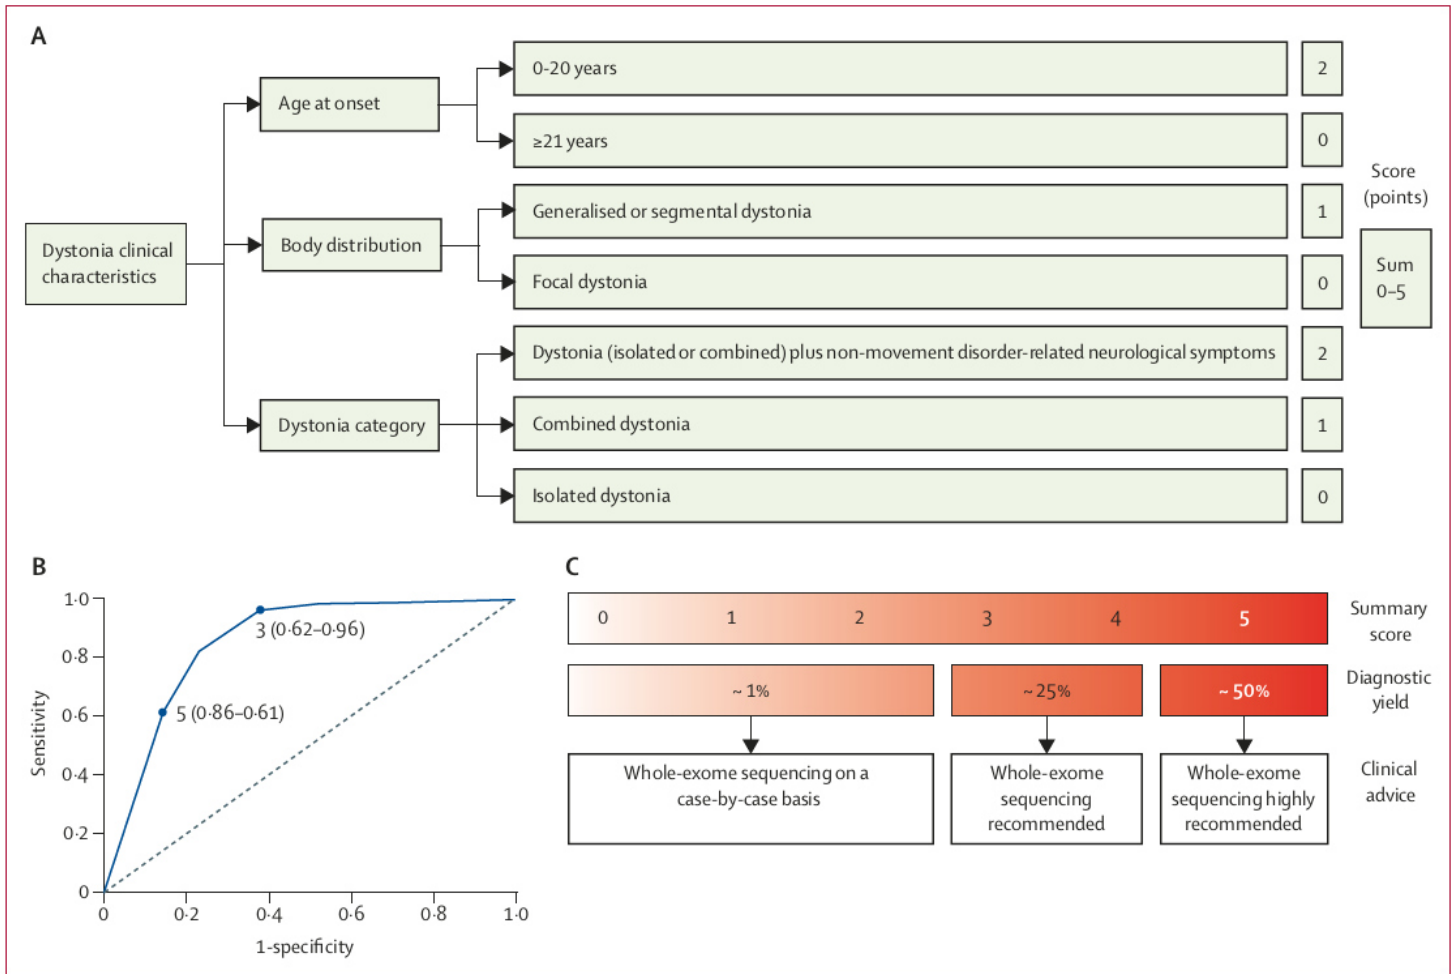 A
Dystonia clinical
characteristics
Age at onset
Body distribution
Dystonia category
0-20 years
2
≥21 years
0
Generalised or segmental dystonia
1
Focal dystonia
0
Dystonia (isolated or combined) plus non-movement disorder-related neurological symptoms
2
Combined dystonia
1
Isolated dystonia
0
Score
(points)
Sum
0–5
B
Sensitivity
1·0
0·8
0·6
0·4
0·2
0
3 (0·62–0·96)
5 (0·86–0·61)
0
0·2
0·4
0·6
0·8
1·0
1-specificity
C
0
1
2
3
4
5
Summary
score
~ 1%
~ 25%
~ 50%
Diagnostic
yield
Whole-exome sequencing on a
case-by-case basis
Whole-exome
sequencing
recommended
Whole-exome
sequencing highly
recommended
Clinical
advice